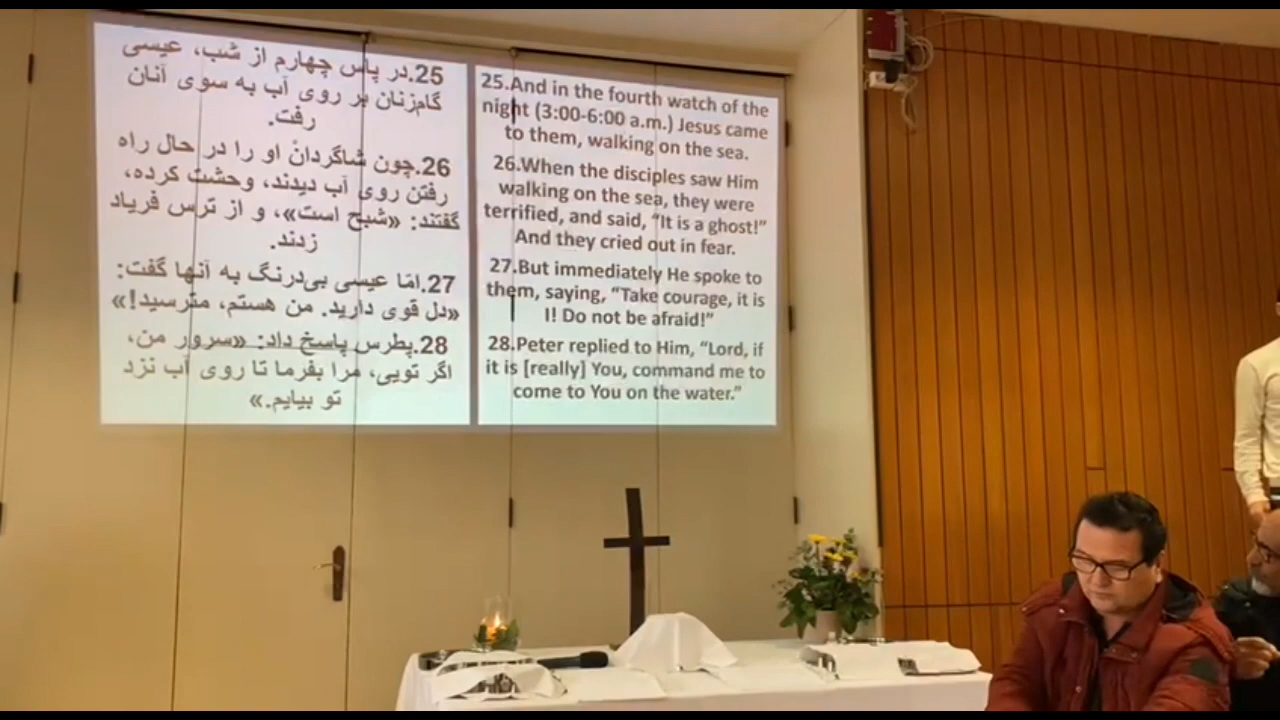 25.در پاس چهارم از شب، عیسی
گام‌زنان بر روی آب به سوی آنان
رفت.
26.چون شاگردانْ او را در حال راه
رفتن روی آب دیدند، وحشت کرده،
گفتند: «شبح است»، و از ترس فریاد
زدند.
27.امّا عیسی بی‌درنگ به آنها گفت:
«دل قوی دارید. من هستم، مترسید!»
28.پطرس پاسخ داد: «سرور من،
اگر تویی، مرا بفرما تا روی آب نزد
تو بیایم.»
25.And in the fourth watch of the
night (3:00-6:00 a.m.) Jesus came
to them, walking on the sea.
26.When the disciples saw Him
walking on the sea, they were
terrified, and said, “It is a ghost!”
And they cried out in fear.
27.But immediately He spoke to
them, saying, “Take courage, it is
I! Do not be afraid!”
28.Peter replied to Him, “Lord, if
it is [really] You, command me to
come to You on the water.”